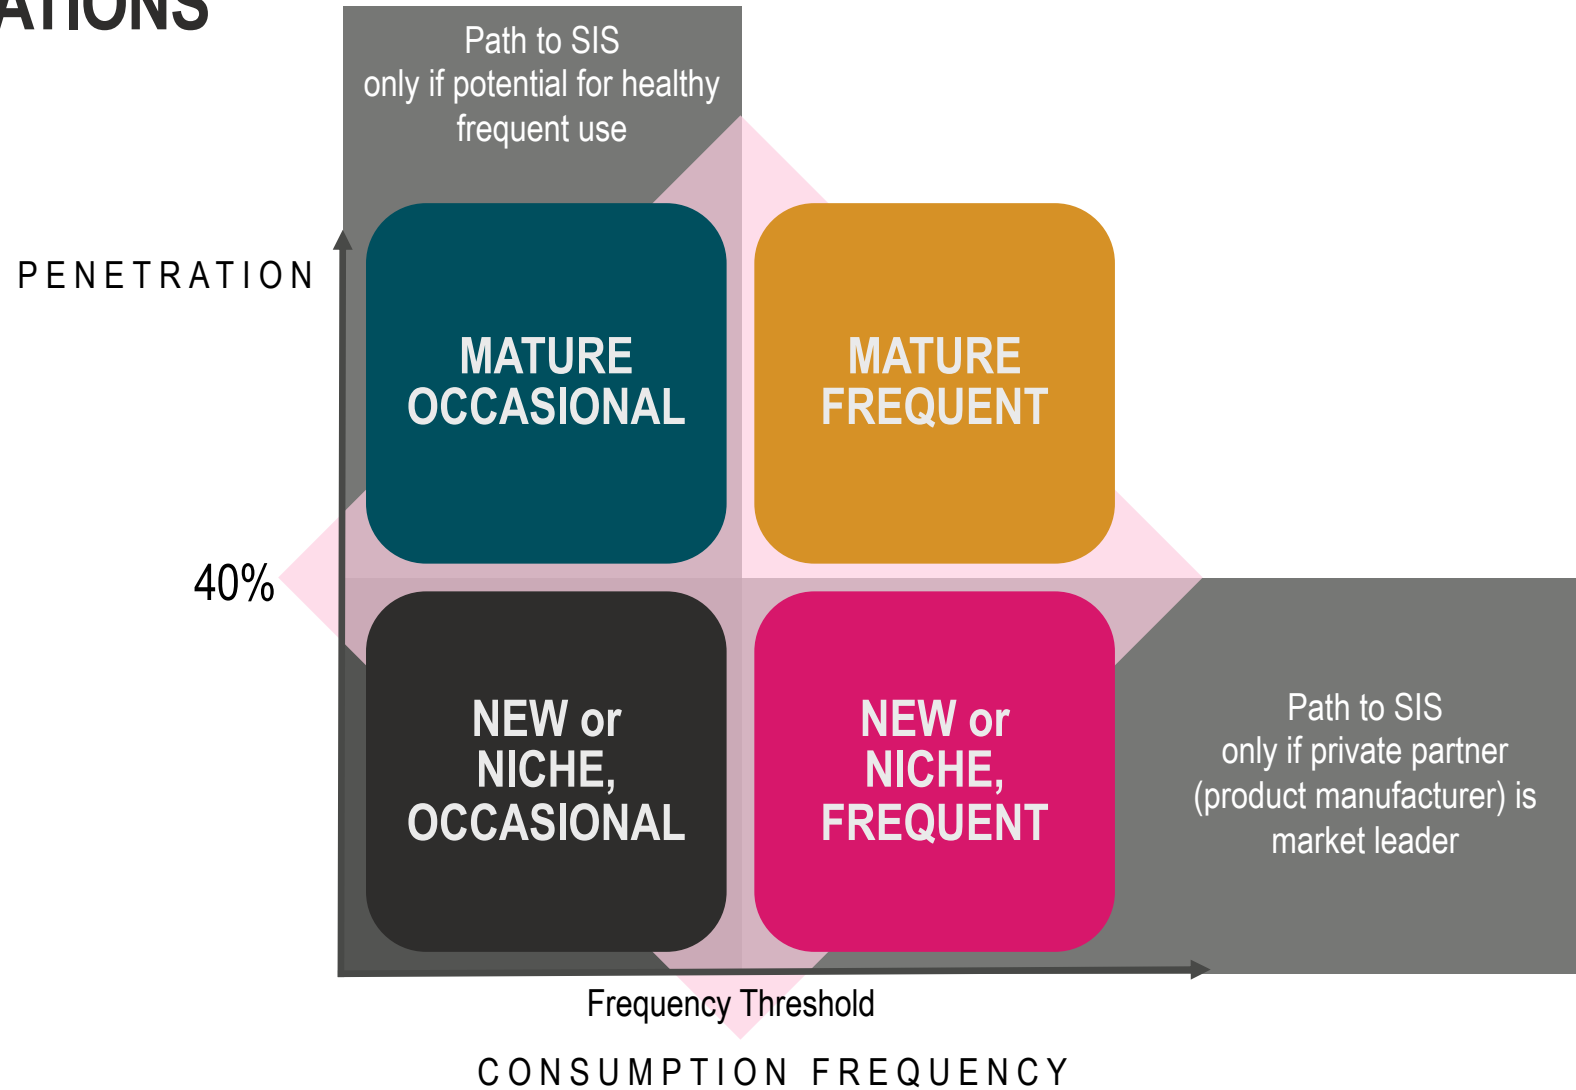 Path to SIS
only if potential for healthy
frequent use
PENETRATION
MATURE
OCCASIONAL
MATURE
FREQUENT
40%
NEW or
NICHE,
OCCASIONAL
NEW or
NICHE,
FREQUENT
Path to SIS
only if private partner
(product manufacturer) is
market leader
Frequency Threshold
CONSUMPTION FREQUENCY